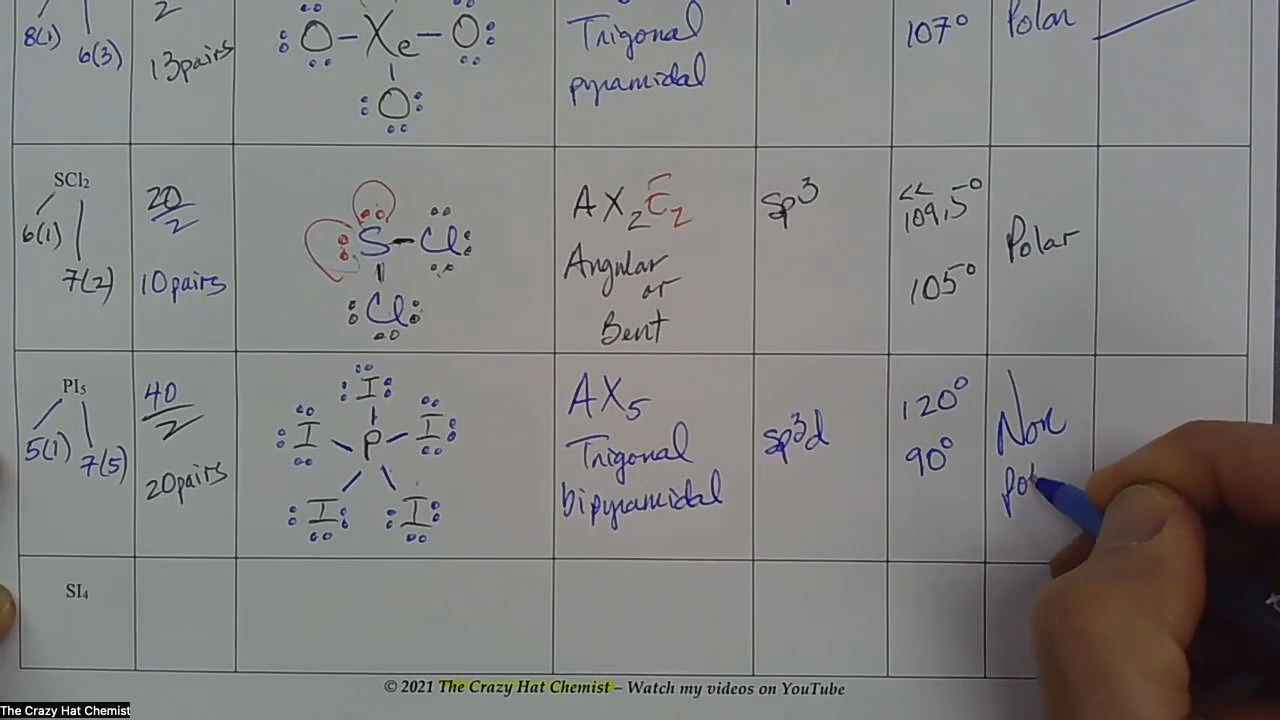 2
8(1)
6(3)
13pairs
O-Xe-O
O
Trigonal
pyramidal
107°
Polar
SCl₂
6(1)
7(2)
20
2
10pairs
S-Cl
Cl
AX₂E₂
Angular
or
Bent
sp³
<<
109.5°
105°
Polar
PI₅
5(1)
7(5)
40
2
20pairs
I
I P I
I I
AX₅
Trigonal
bipyramidal
sp³d
120°
90°
Non
pol
SI₄
© 2021 The Crazy Hat Chemist – Watch my videos on YouTube
The Crazy Hat Chemist